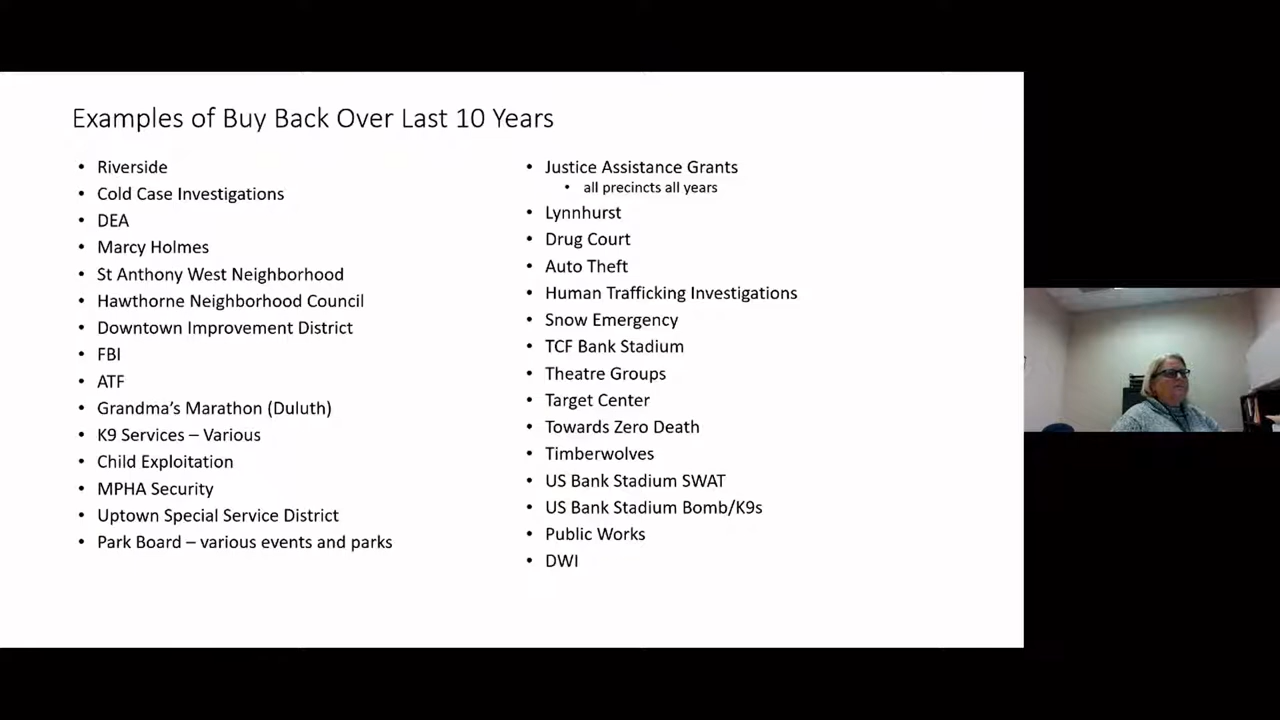 Examples of Buy Back Over Last 10 Years
• Riverside
• Cold Case Investigations
• DEA
• Marcy Holmes
• St Anthony West Neighborhood
• Hawthorne Neighborhood Council
• Downtown Improvement District
• FBI
• ATF
• Grandma's Marathon (Duluth)
• K9 Services – Various
• Child Exploitation
• MPHA Security
• Uptown Special Service District
• Park Board – various events and parks
• Justice Assistance Grants
• all precincts all years
• Lynnhurst
• Drug Court
• Auto Theft
• Human Trafficking Investigations
• Snow Emergency
• TCF Bank Stadium
• Theatre Groups
• Target Center
• Towards Zero Death
• Timberwolves
• US Bank Stadium SWAT
• US Bank Stadium Bomb/K9s
• Public Works
• DWI